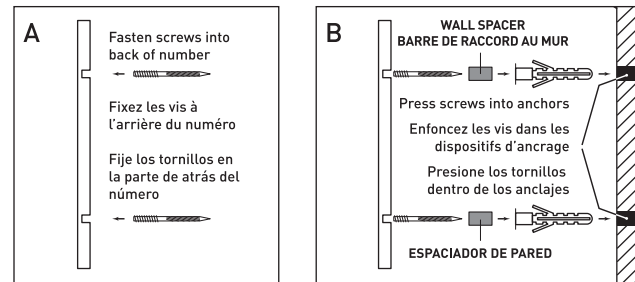 A
Fasten screws into
back of number
Fixez les vis à
l'arrière du numéro
Fije los tornillos en
la parte de atrás del
número
B
WALL SPACER
BARRE DE RACCORD AU MUR
Press screws into anchors
Enfoncez les vis dans les
dispositifs d'ancrage
Presione los tornillos
dentro de los anclajes
ESPACIADOR DE PARED